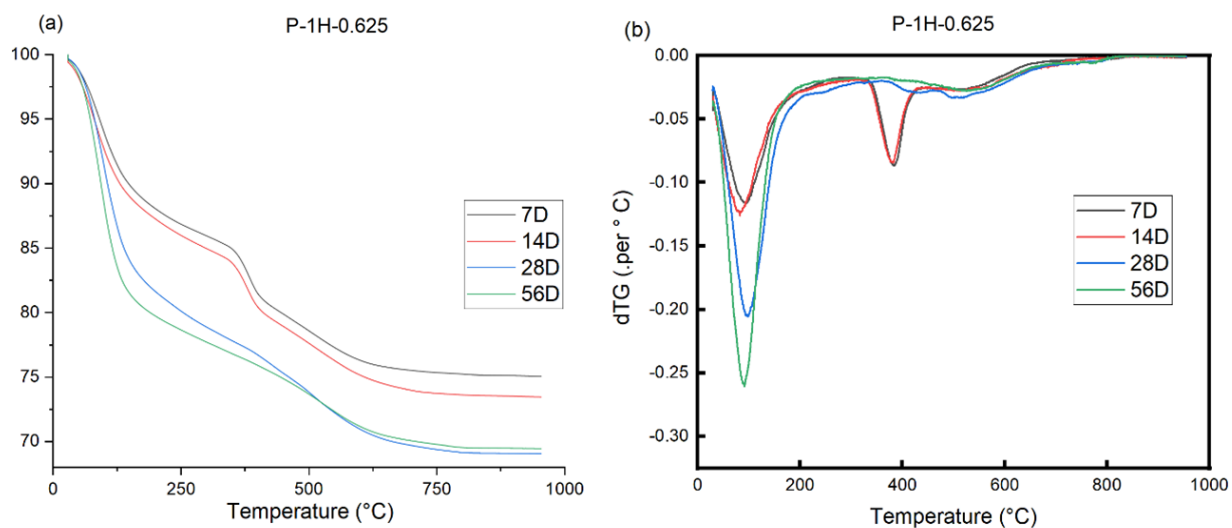 (a)
P-1H-0.625
100
95
90
85
80
75
70
7D
14D
28D
56D
0
250
500
750
1000
Temperature (°C)
(b)
P-1H-0.625
0.00
-0.05
-0.10
-0.15
-0.20
-0.25
-0.30
dTG (.per ° C)
7D
14D
28D
56D
0
200
400
600
800
1000
Temperature (°C)